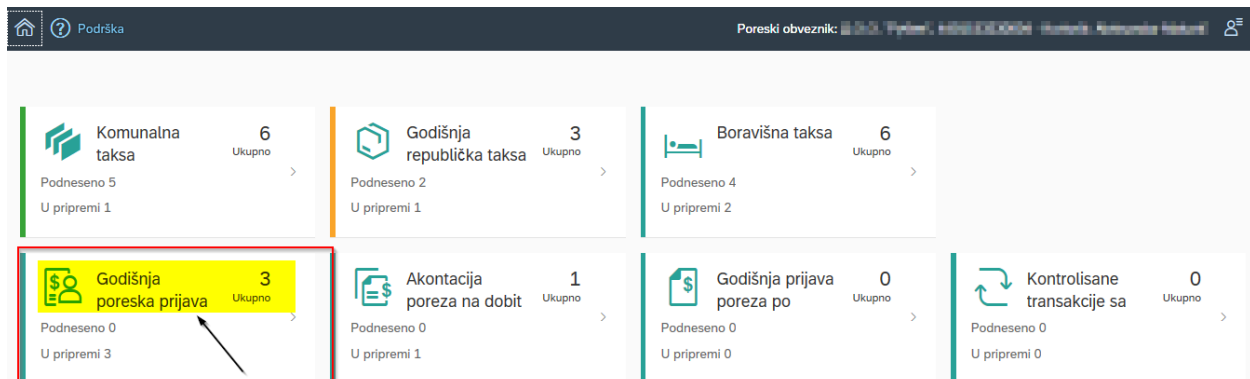 Podrška
Poreski obveznik:
Komunalna
taksa
6
Ukupno
Podneseno 5
U pripremi 1
Godišnja
republička taksa
3
Ukupno
Podneseno 2
U pripremi 1
Boravišna taksa
6
Ukupno
Podneseno 4
U pripremi 2
Godišnja
poreska prijava
3
Ukupno
Podneseno 0
U pripremi 3
Akontacija
poreza na dobit
1
Ukupno
Podneseno 0
U pripremi 1
Godišnja prijava
poreza po
0
Ukupno
Podneseno 0
U pripremi 0
Kontrolisane
transakcije sa
0
Ukupno
Podneseno 0
U pripremi 0